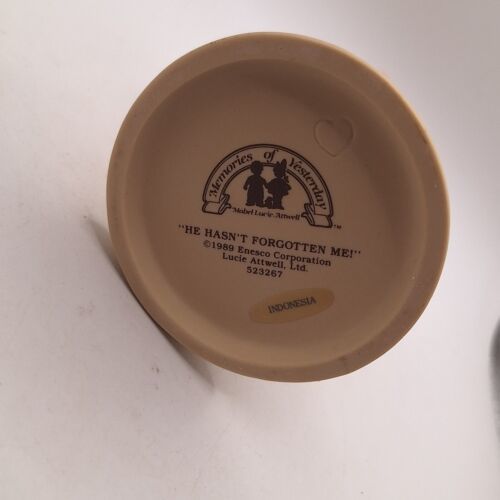 Memories of Yesterday
Mabel Lucie Attwell
TM
"HE HASN'T FORGOTTEN ME!"
©1989 Enesco Corporation
Lucie Attwell, Ltd.
523267
INDONESIA